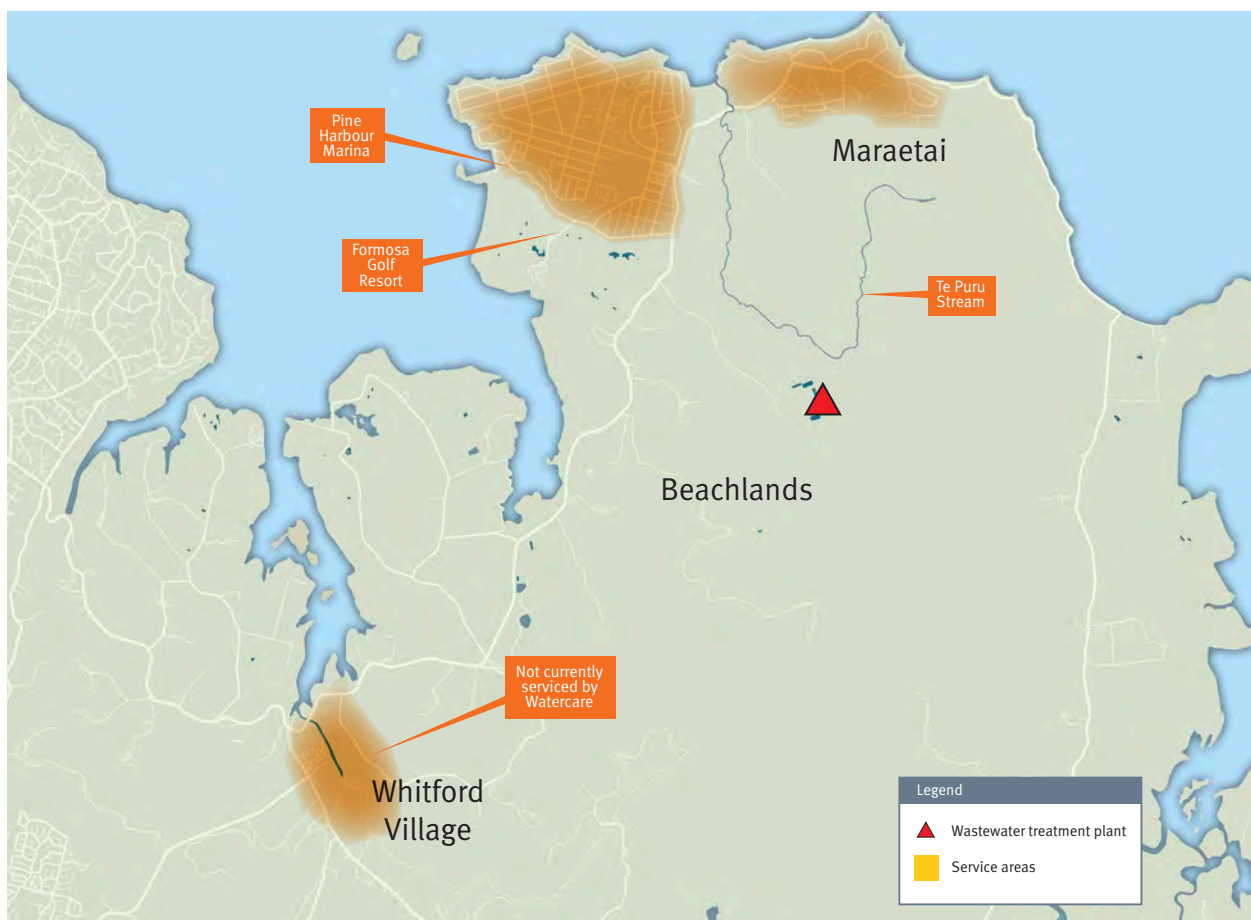 Pine
Harbour
Marina
Maraetai
Formosa
Golf
Resort
Te Puru
Stream
Beachlands
Not currently
serviced by
Watercare
Whitford
Village
Legend
Wastewater treatment plant
Service areas